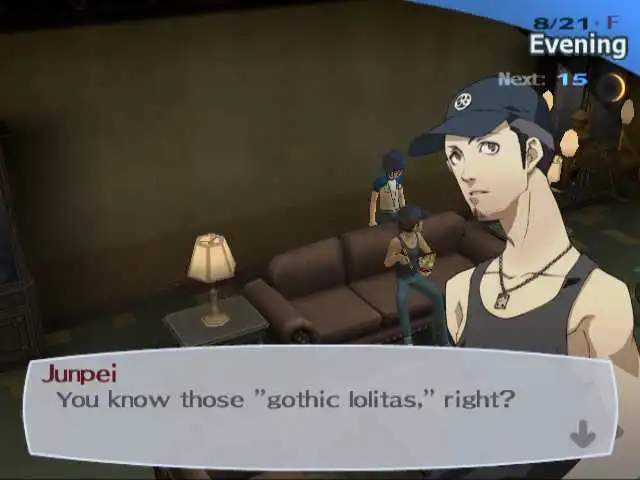 8/21・F
Evening
Next: 15
Junpei
You know those "gothic lolitas," right?